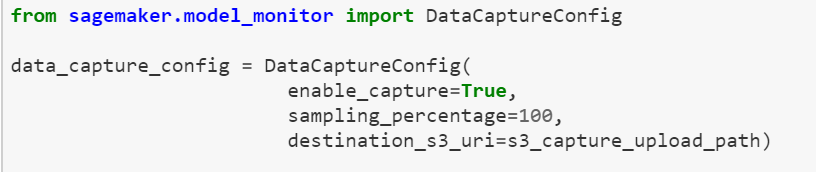 from sagemaker.model_monitor import DataCaptureConfig
data_capture_config = DataCaptureConfig(
enable_capture=True,
sampling_percentage=100,
destination_s3_uri=s3_capture_upload_path)